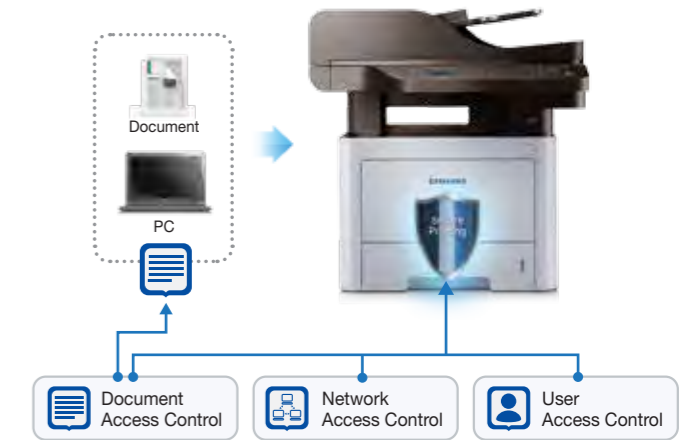 Document
PC
SAMSUNG
Secure
Printing
Document
Access Control
Network
Access Control
User
Access Control